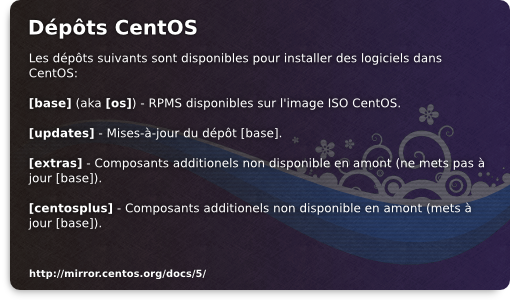 Dépôts CentOS
Les dépôts suivants sont disponibles pour installer des logiciels dans
CentOS:
[base] (aka [os]) - RPMS disponibles sur l'image ISO CentOS.
[updates] - Mises-à-jour du dépôt [base].
[extras] - Composants additionels non disponible en amont (ne mets pas à
jour [base]).
[centosplus] - Composants additionels non disponible en amont (mets à
jour [base]).
http://mirror.centos.org/docs/5/